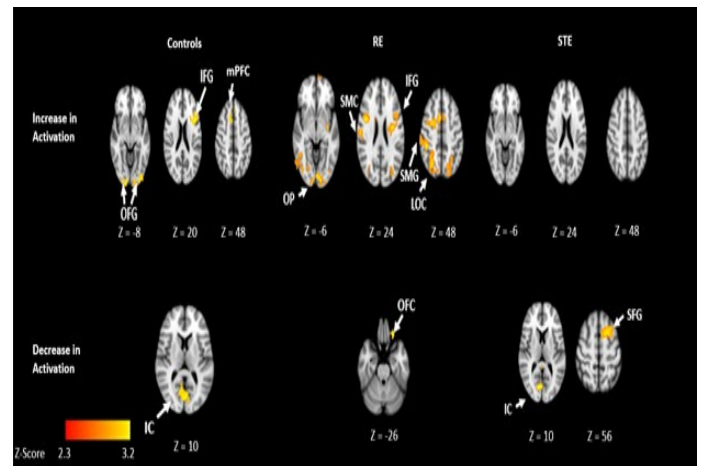 Controls
RE
STE
IFG
mPFC
IFG
SMC
Increase in
Activation
SMG
OP
LOC
OFG
Z = -8
Z = 20
Z = 48
Z = -6
Z = 24
Z = 48
Z = -6
Z = 24
Z = 48
OFC
SFG
Decrease in
Activation
IC
IC
Z = 10
Z = -26
Z = 10
Z = 56
Z-Score
2.3
3.2